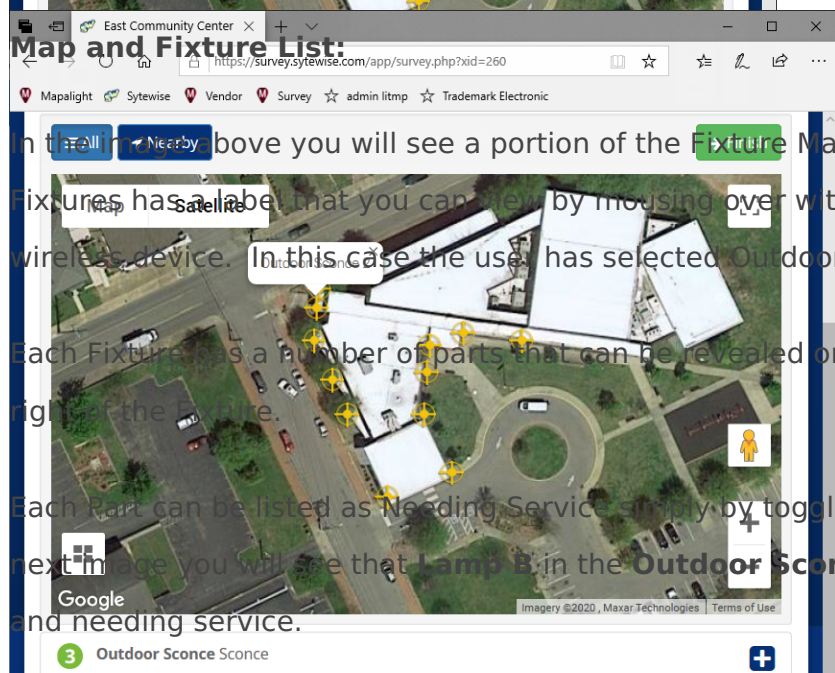 East Community Center
Map and Fixture List:
https://survey.sytewise.com/app/survey.php?xid=260
Mapalight Sytewise Vendor Survey admin litmp Trademark Electronic
All Nearby Finish
In the image above you will see a portion of the Fixture Ma
Map Satellite
Fixtures has a label that you can view by mousing over wit
wireless device. In this case the user has selected Outdoor
Outdoor Sconce
Each Fixture has a number of parts that can be revealed or
right of the Fixture.
Each Part can be listed as Needing Service simply by toggl
next image you will see that Lamp B in the Outdoor Scon
Google
Imagery ©2020 , Maxar Technologies Terms of Use
and needing service.
3 Outdoor Sconce Sconce